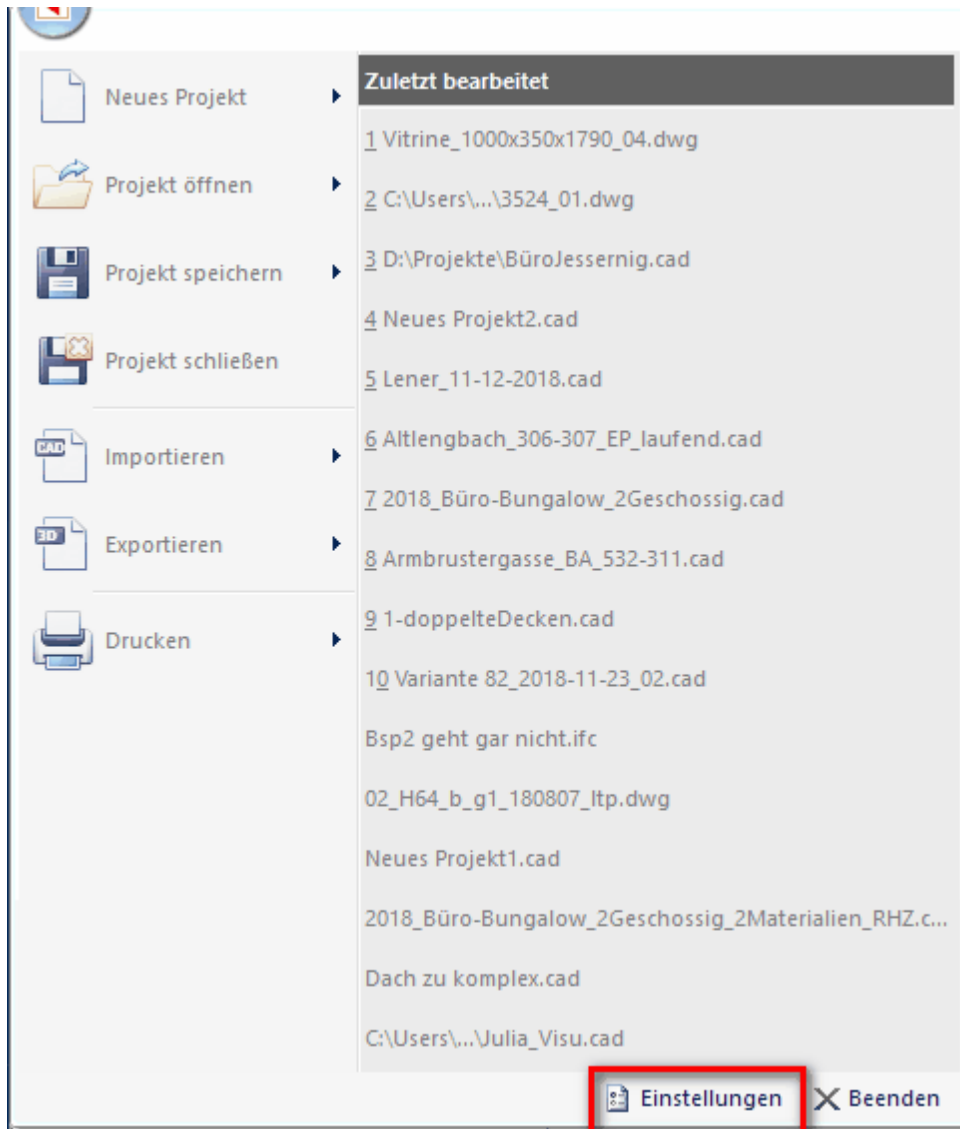 Neues Projekt
Projekt öffnen
Projekt speichern
Projekt schließen
CAD
Importieren
3D
Exportieren
Drucken
Zuletzt bearbeitet
1 Vitrine_1000x350x1790_04.dwg
2 C:\Users\...\3524_01.dwg
3 D:\Projekte\BüroJessernig.cad
4 Neues Projekt2.cad
5 Lener_11-12-2018.cad
6 Altlengbach_306-307_EP_laufend.cad
7 2018_Büro-Bungalow_2Geschossig.cad
8 Armbrustergasse_BA_532-311.cad
9 1-doppelteDecken.cad
10 Variante 82_2018-11-23_02.cad
Bsp2 geht gar nicht.ifc
02_H64_b_g1_180807_ltp.dwg
Neues Projekt1.cad
2018_Büro-Bungalow_2Geschossig_2Materialien_RHZ.c...
Dach zu komplex.cad
C:\Users\...\Julia_Visu.cad
Einstellungen
Beenden